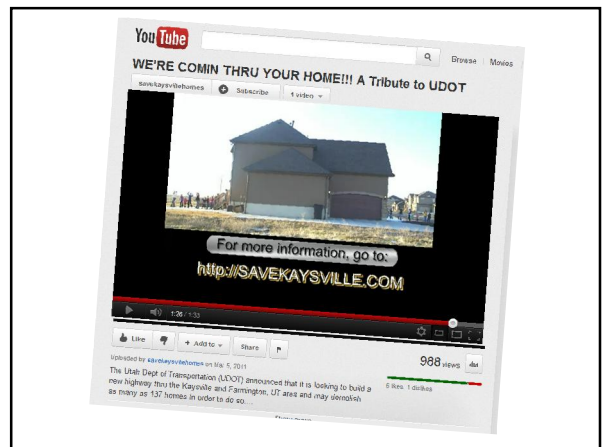 YouTube
Browse Movies
WE'RE COMIN THRU YOUR HOME!!! A Tribute to UDOT
savekaysvillehomes Subscribe 1 video
For more information, go to:
http://SAVEKAYSVILLE.COM
1:26 / 1:33
Like Add to Share
988 views
Uploaded by savekaysvillehomes on Mar 5, 2011
5 likes, 1 dislikes
The Utah Dept of Transportation (UDOT) announced that it is looking to build a
new highway thru the Kaysville and Farmington, UT area and may demolish
as many as 137 homes in order to do so....